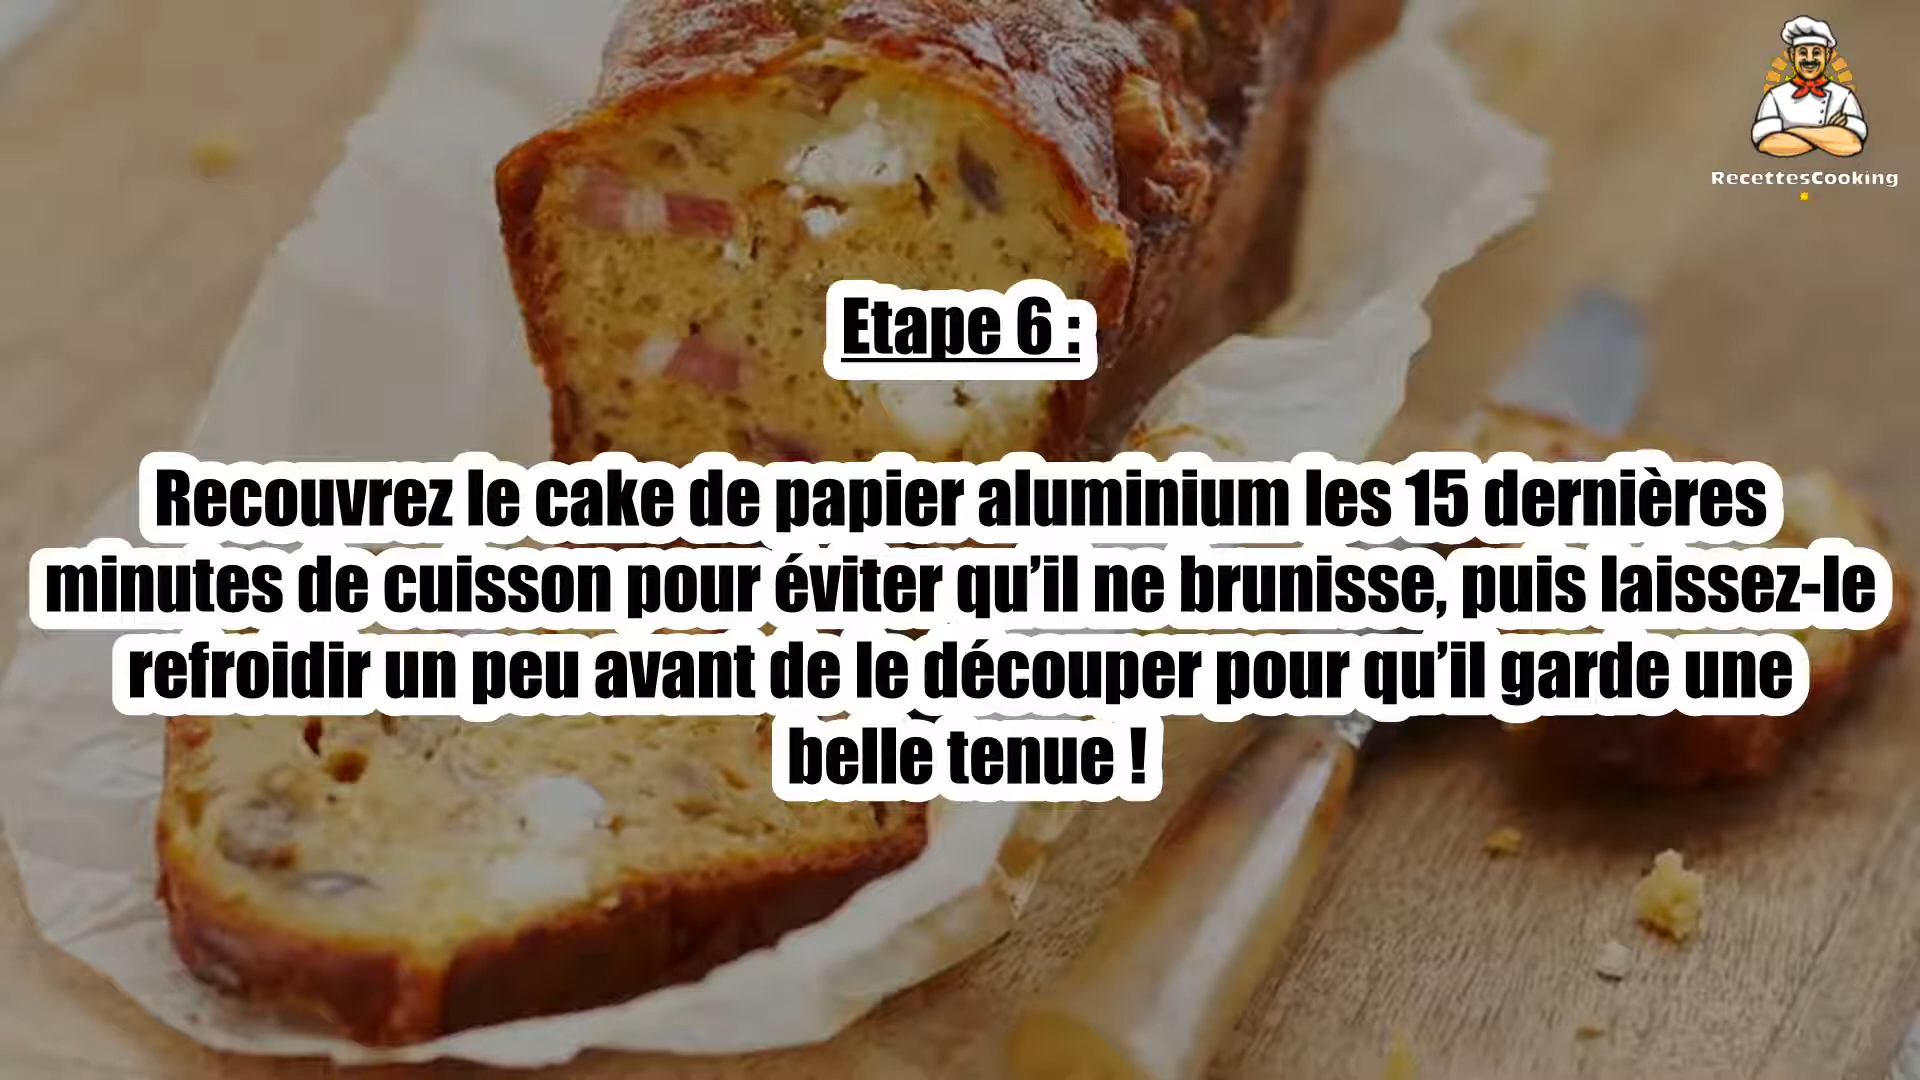 RecettesCooking
Etape 6 :
Recouvrez le cake de papier aluminium les 15 dernières
minutes de cuisson pour éviter qu’il ne brunisse, puis laissez-le
refroidir un peu avant de le découper pour qu’il garde une
belle tenue !